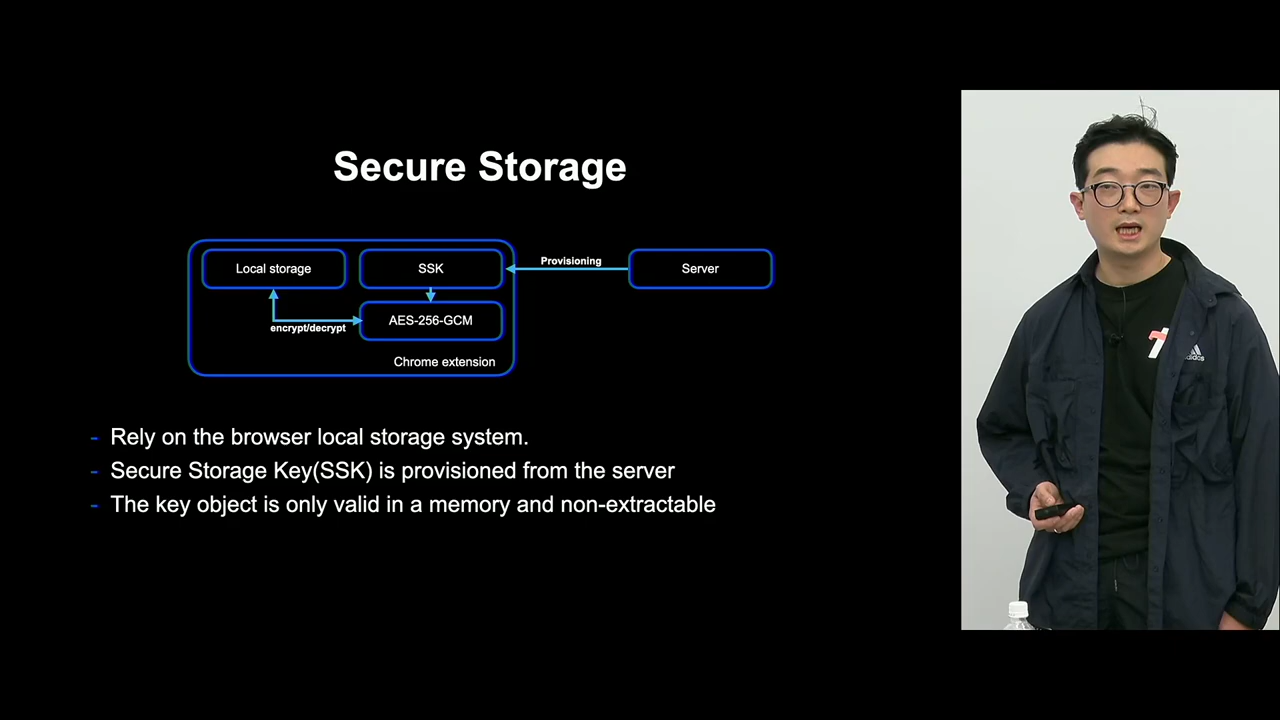 Secure Storage
Local storage
SSK
Provisioning
Server
encrypt/decrypt
AES-256-GCM
Chrome extension
- Rely on the browser local storage system.
- Secure Storage Key(SSK) is provisioned from the server
- The key object is only valid in a memory and non-extractable
adidas